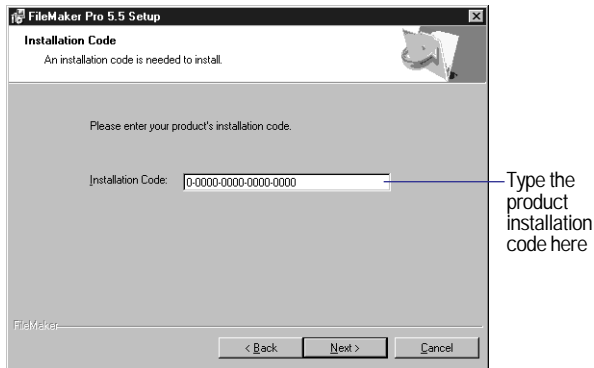 FileMaker Pro 5.5 Setup
Installation Code
An installation code is needed to install.
Please enter your product's installation code.
Installation Code: 0-0000-0000-0000-0000
Type the
product
installation
code here
FileMaker
< Back Next > Cancel